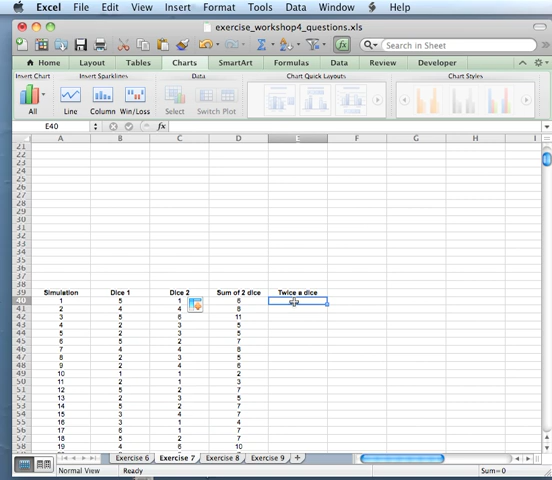 Excel File Edit View Insert Format Tools Data Window Help
exercise_workshop4_questions.xls
Search in Sheet
Home Layout Tables Charts SmartArt Formulas Data Review Developer
Insert Chart Insert Sparklines Data Chart Quick Layouts Chart Styles
All Line Column Win/Loss Select Switch Plot
E40 fx
A B C D E F G H I
21
22
23
24
25
26
27
28
29
30
31
32
33
34
35
36
37
38
39 Simulation Dice 1 Dice 2 Sum of 2 dice Twice a dice
40 1 5 1 6
41 2 4 4 8
42 3 5 6 11
43 4 2 3 5
44 5 2 3 5
45 6 5 2 7
46 7 4 4 8
47 8 2 3 5
48 9 2 4 6
49 10 1 1 2
50 11 2 1 3
51 12 5 2 7
52 13 2 3 5
53 14 5 2 7
54 15 3 4 7
55 16 3 1 4
56 17 6 1 7
57 18 5 2 7
58 19 4 6 10
Exercise 6 Exercise 7 Exercise 8 Exercise 9 +
Normal View Ready Sum=0